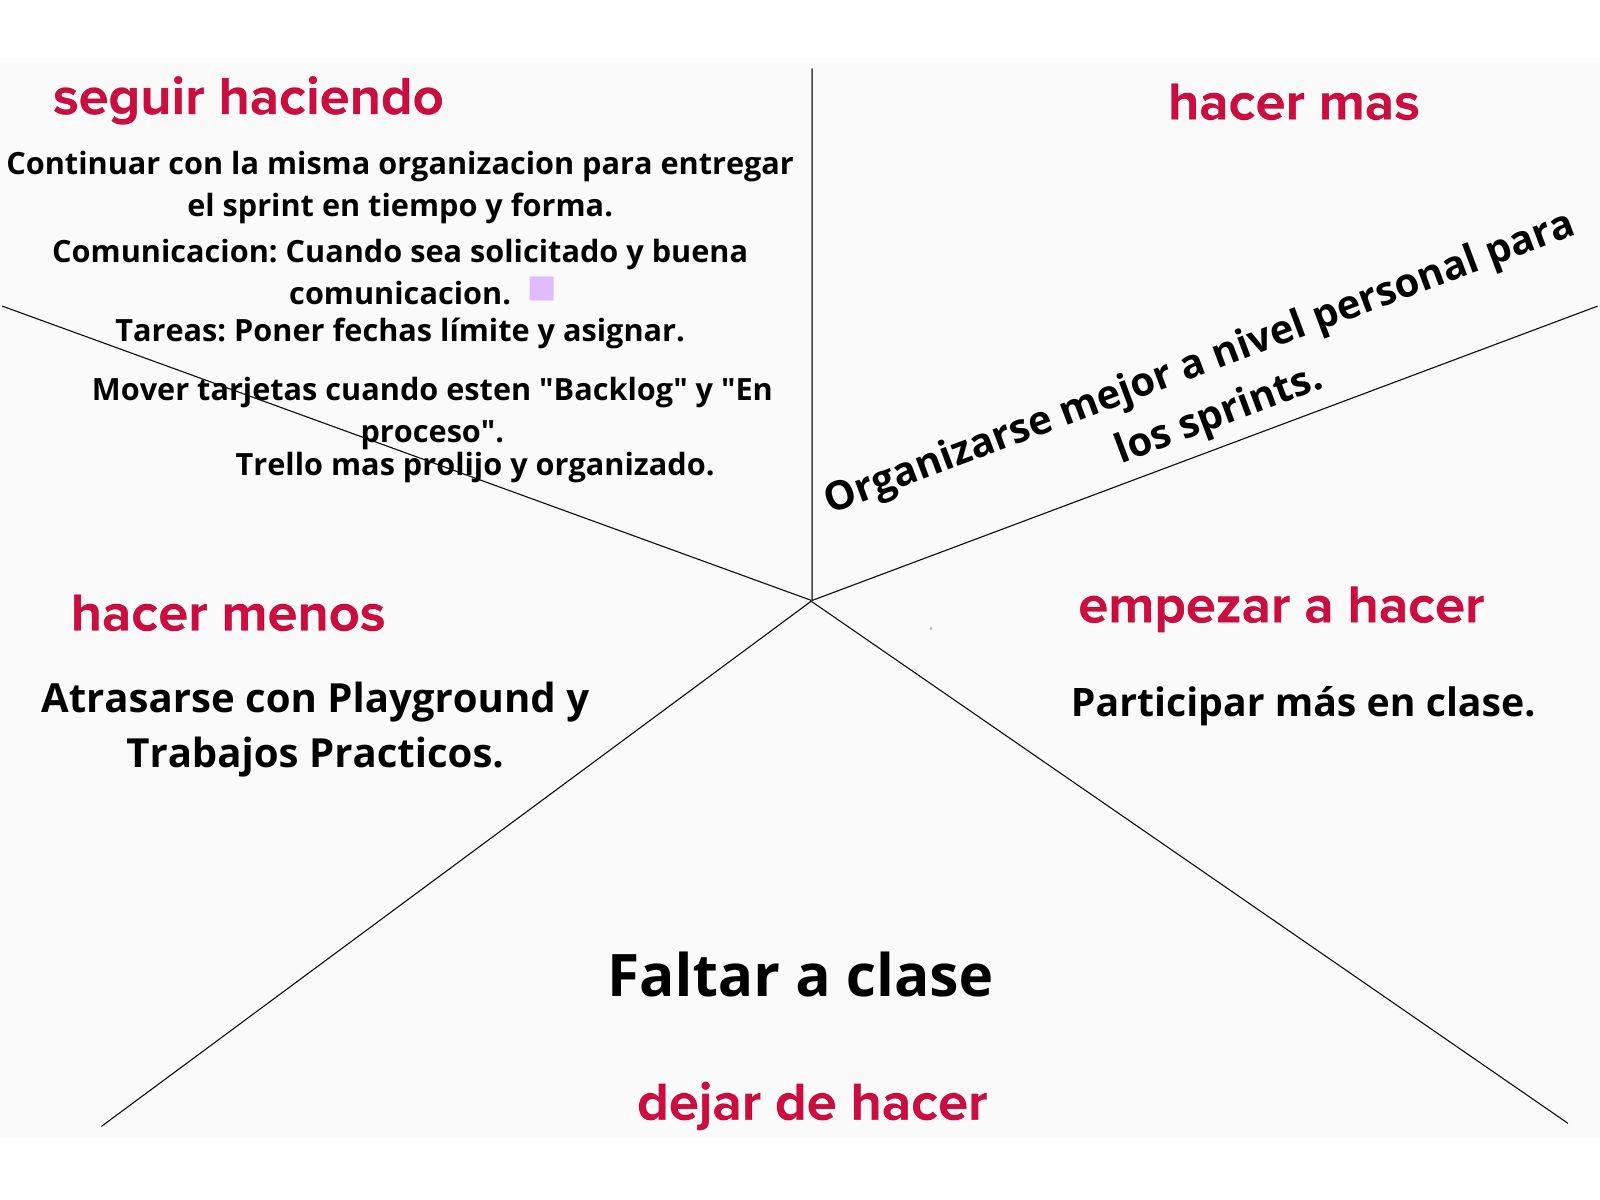 seguir haciendo
Continuar con la misma organizacion para entregar
el sprint en tiempo y forma.
Comunicacion: Cuando sea solicitado y buena
comunicacion.
Tareas: Poner fechas límite y asignar.
Mover tarjetas cuando esten "Backlog" y "En
proceso".
Trello mas prolijo y organizado.
hacer mas
Organizarse mejor a nivel personal para
los sprints.
hacer menos
Atrasarse con Playground y
Trabajos Practicos.
empezar a hacer
Participar más en clase.
Faltar a clase
dejar de hacer